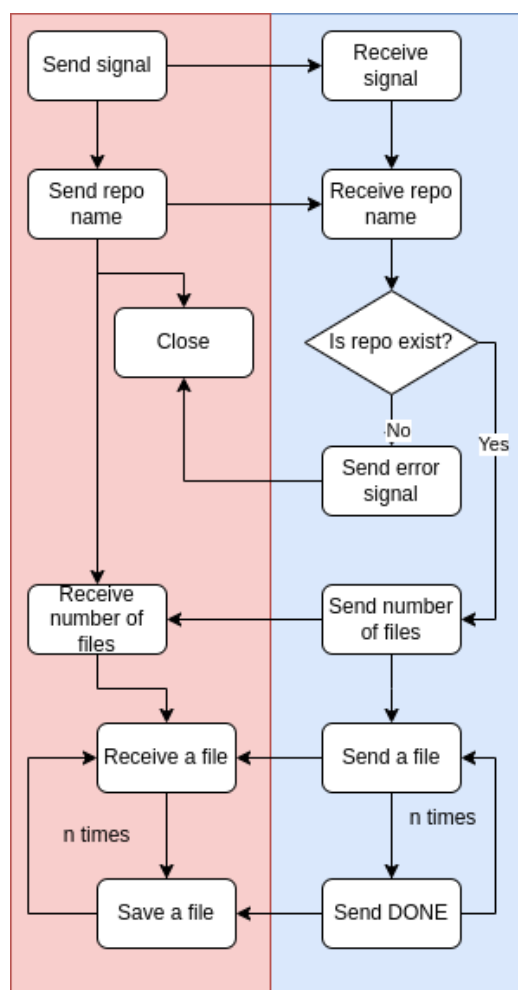 Send signal
Receive
signal
Send repo
name
Receive repo
name
Close
Is repo exist?
No
Yes
Send error
signal
Receive
number of
files
Send number
of files
Receive a file
Send a file
n times
n times
Save a file
Send DONE